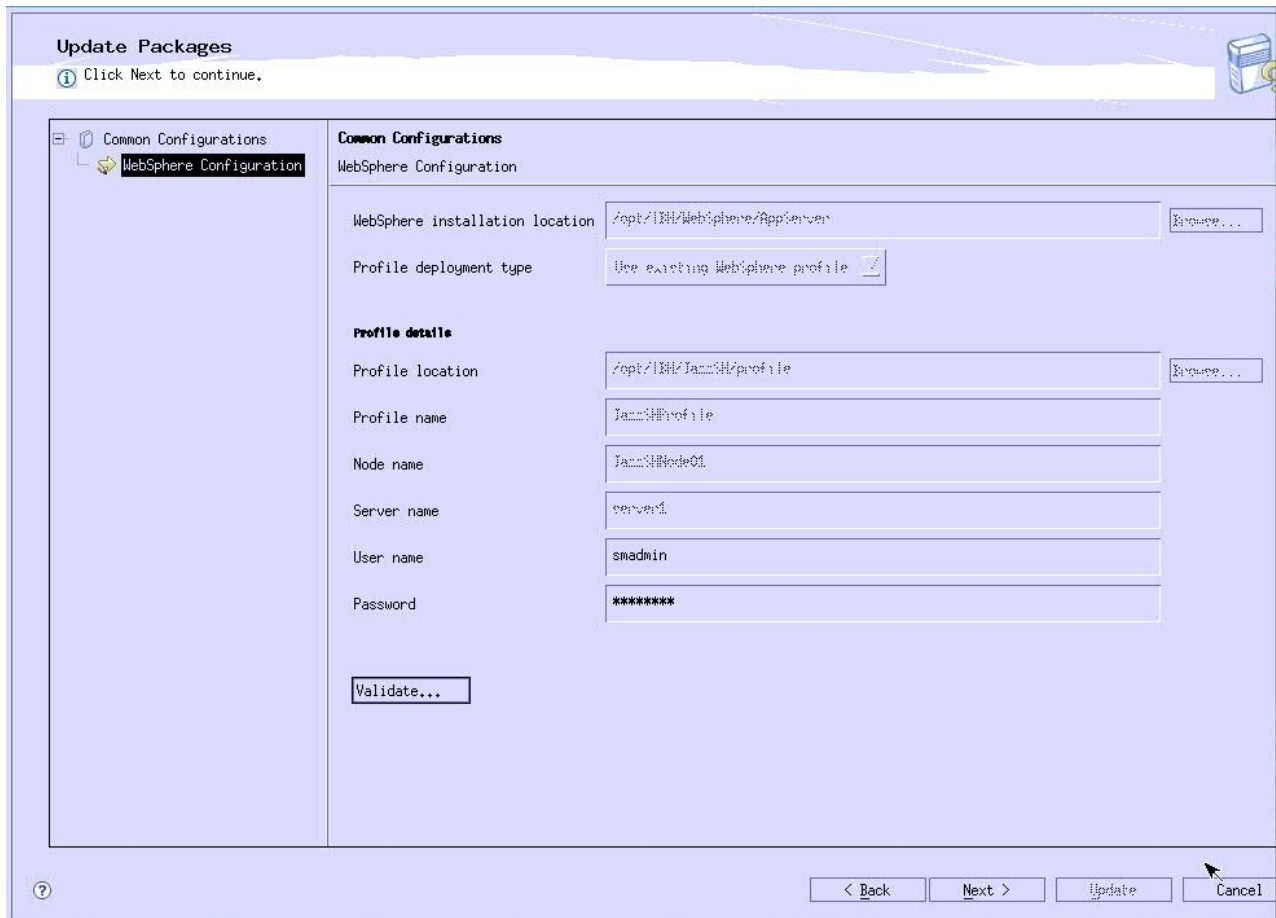 Update Packages
Click Next to continue.
Common Configurations
WebSphere Configuration
Common Configurations
WebSphere Configuration
WebSphere installation location /opt/IBM/WebSphere/AppServer Browse...
Profile deployment type Use existing WebSphere profile
Profile details
Profile location /opt/IBM/JazzSM/profile Browse...
Profile name JazzSMProfile
Node name JazzSMNode01
Server name server1
User name smadmin
Password ********
Validate...
? < Back Next > Update Cancel